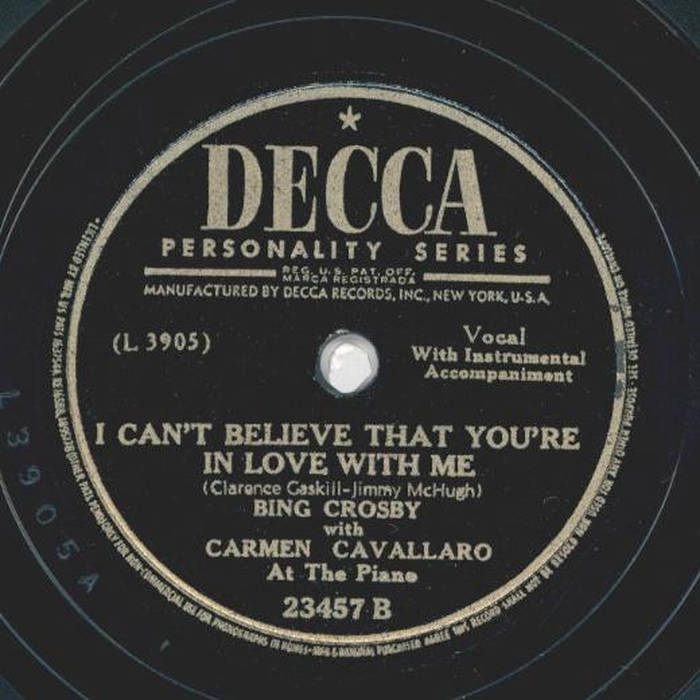 DECCA
PERSONALITY SERIES
REG. U.S. PAT. OFF.
MARCA REGISTRADA
MANUFACTURED BY DECCA RECORDS, INC., NEW YORK, U.S.A.
(L 3905)
Vocal
With Instrumental
Accompaniment
I CAN'T BELIEVE THAT YOU'RE
IN LOVE WITH ME
(Clarence Gaskill-Jimmy McHugh)
BING CROSBY
with
CARMEN CAVALLARO
At The Piano
23457 B
L3905A